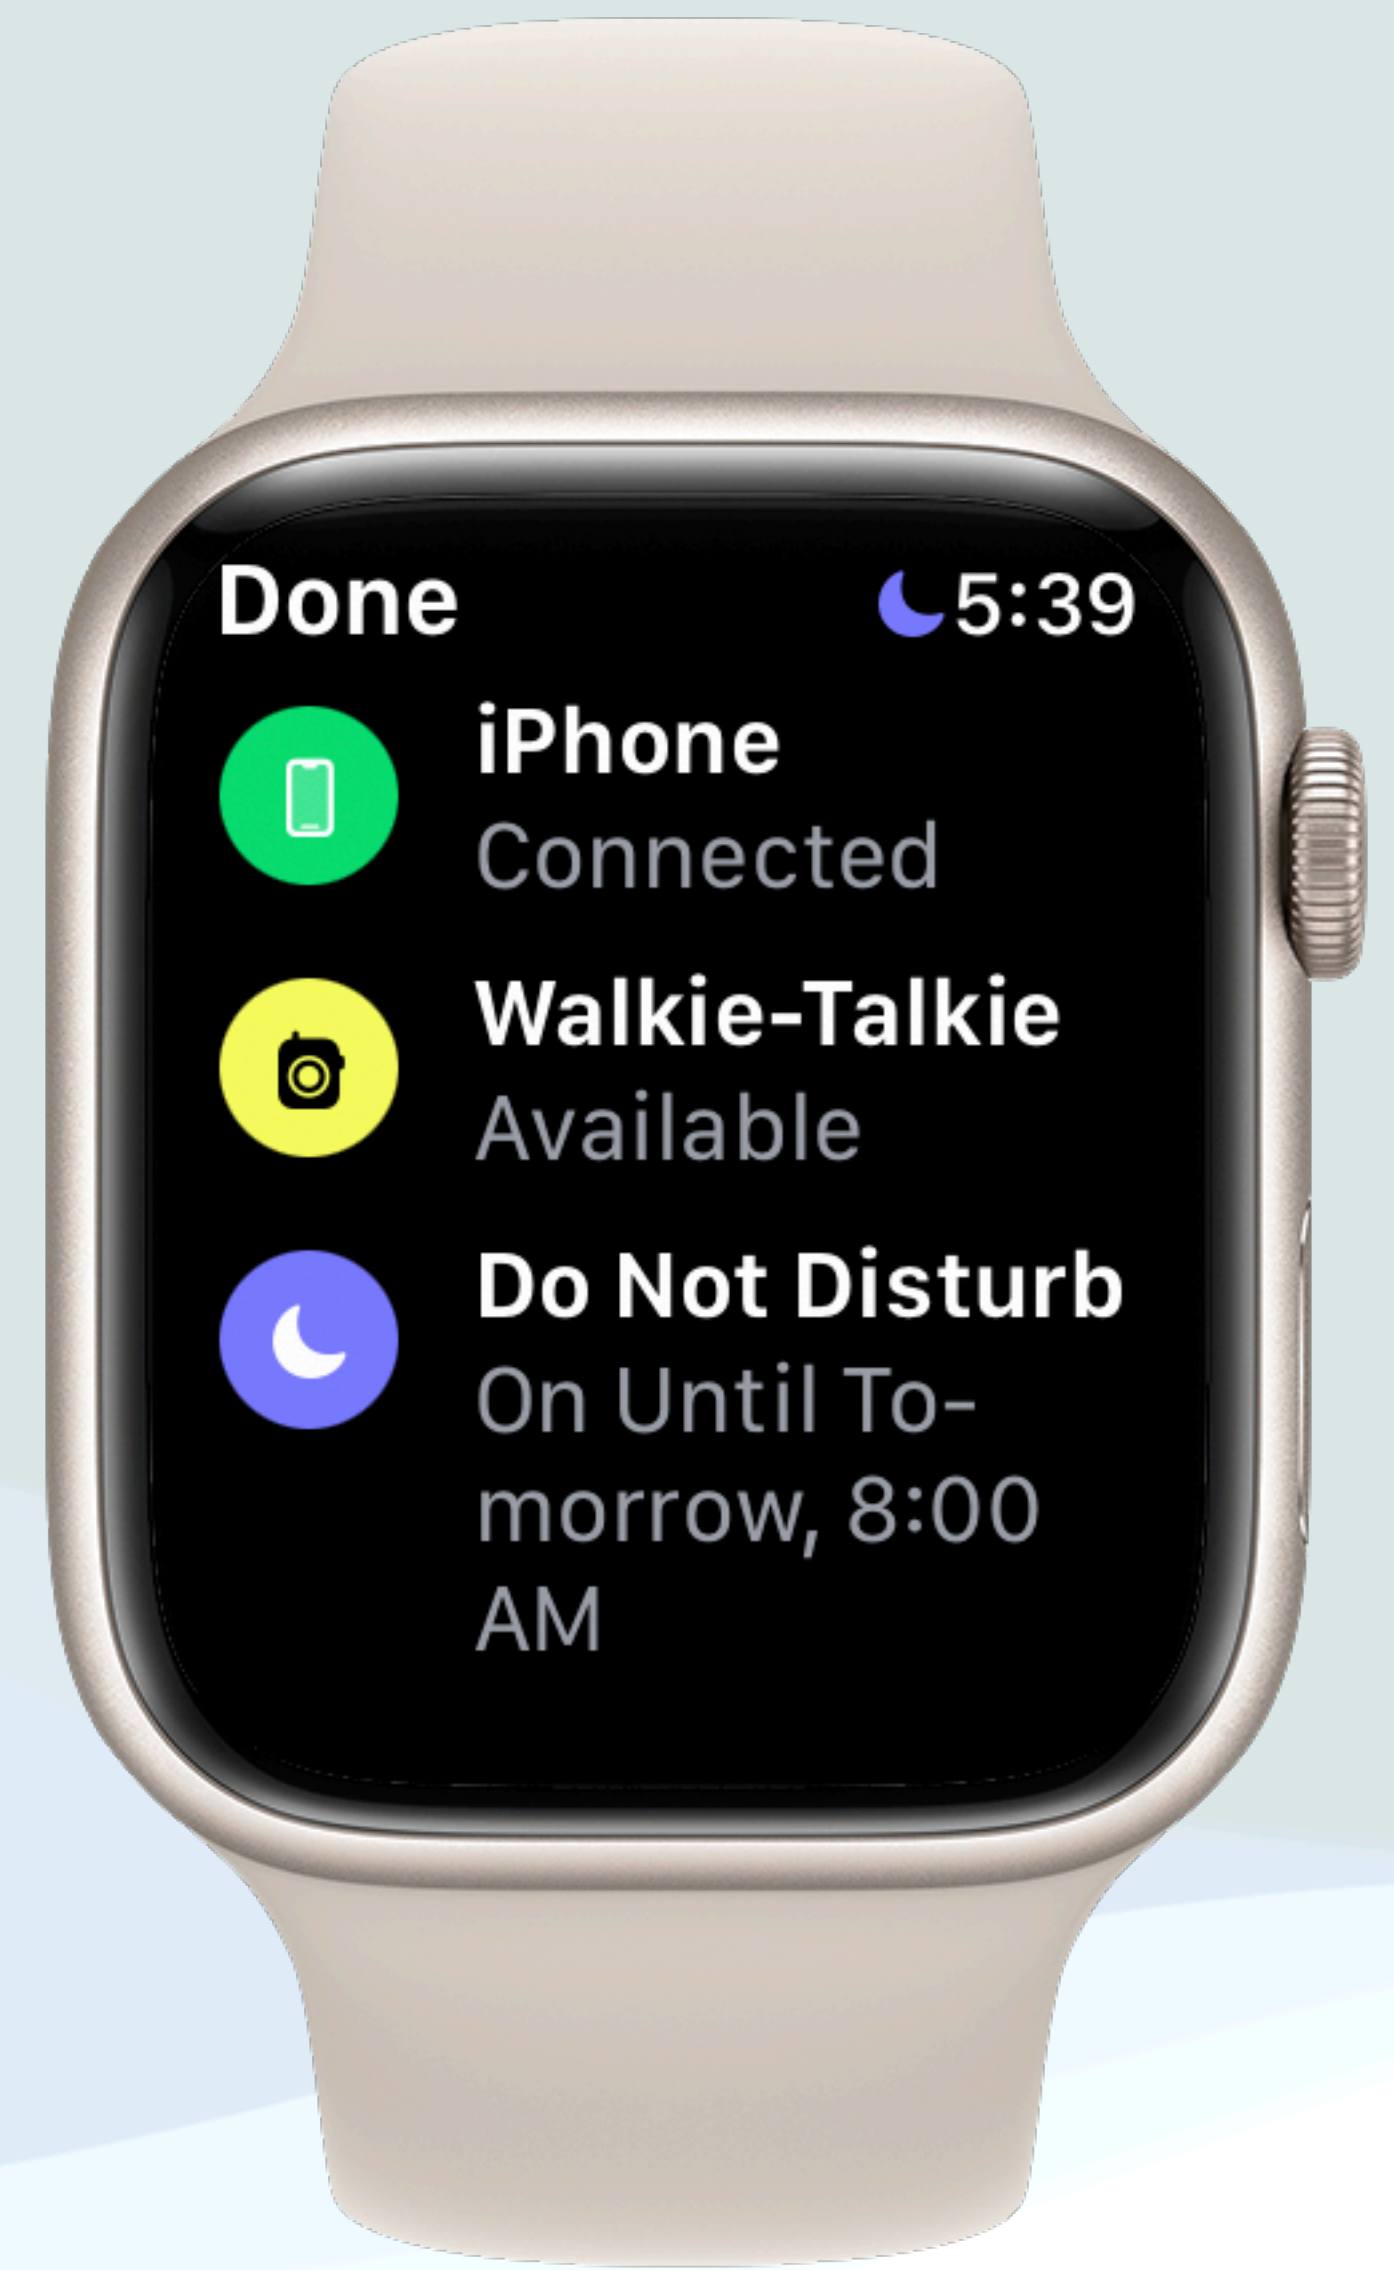 Done 5:39
iPhone
Connected
Walkie-Talkie
Available
Do Not Disturb
On Until To-
morrow, 8:00
AM